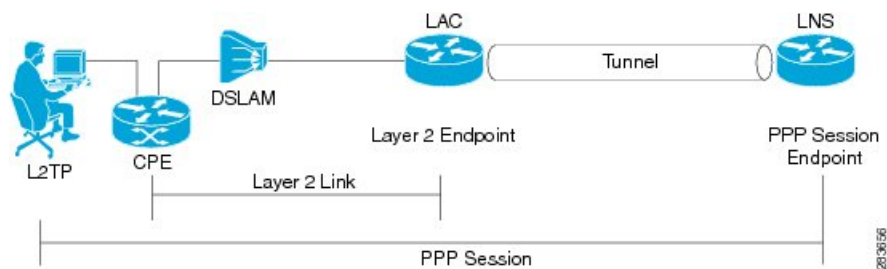 LAC
LNS
Tunnel
DSLAM
Layer 2 Endpoint
PPP Session
Endpoint
CPE
L2TP
Layer 2 Link
PPP Session
283656